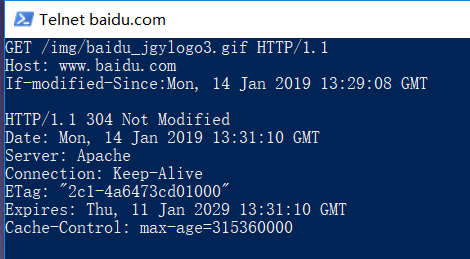 Telnet baidu.com
GET /img/baidu_jgylogo3.gif HTTP/1.1
Host: www.baidu.com
If-modified-Since:Mon, 14 Jan 2019 13:29:08 GMT
HTTP/1.1 304 Not Modified
Date: Mon, 14 Jan 2019 13:31:10 GMT
Server: Apache
Connection: Keep-Alive
ETag: "2c1-4a6473cd01000"
Expires: Thu, 11 Jan 2029 13:31:10 GMT
Cache-Control: max-age=315360000